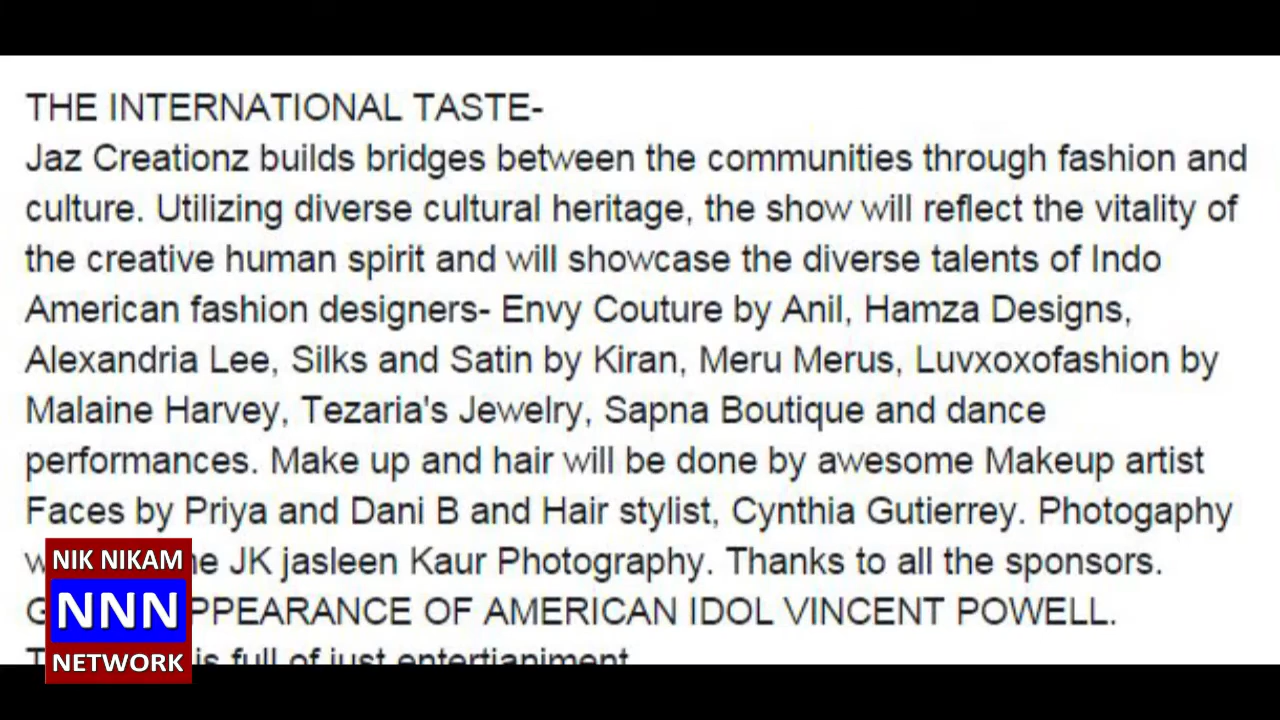 THE INTERNATIONAL TASTE-
Jaz Creationz builds bridges between the communities through fashion and
culture. Utilizing diverse cultural heritage, the show will reflect the vitality of
the creative human spirit and will showcase the diverse talents of Indo
American fashion designers- Envy Couture by Anil, Hamza Designs,
Alexandria Lee, Silks and Satin by Kiran, Meru Merus, Luvxoxofashion by
Malaine Harvey, Tezaria's Jewelry, Sapna Boutique and dance
performances. Make up and hair will be done by awesome Makeup artist
Faces by Priya and Dani B and Hair stylist, Cynthia Gutierrey. Photogaphy
JK jasleen Kaur Photography. Thanks to all the sponsors.
OF AMERICAN IDOL VINCENT POWELL.
is full of just entertianiment
NIK NIKAM
NNN
NETWORK